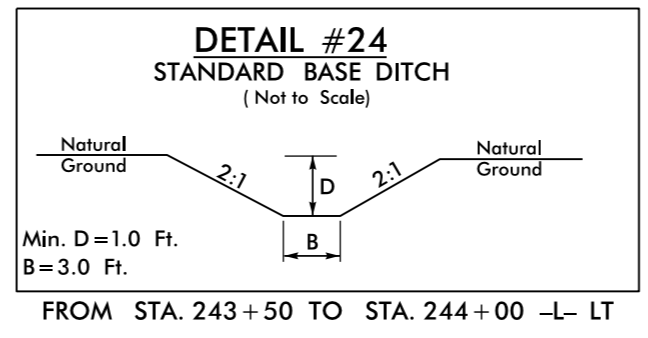 DETAIL #24
STANDARD BASE DITCH
( Not to Scale)
Natural
Ground
2:1
D
2:1
Natural
Ground
B
Min. D=1.0 Ft.
B=3.0 Ft.
FROM STA. 243+50 TO STA. 244+00 -L- LT